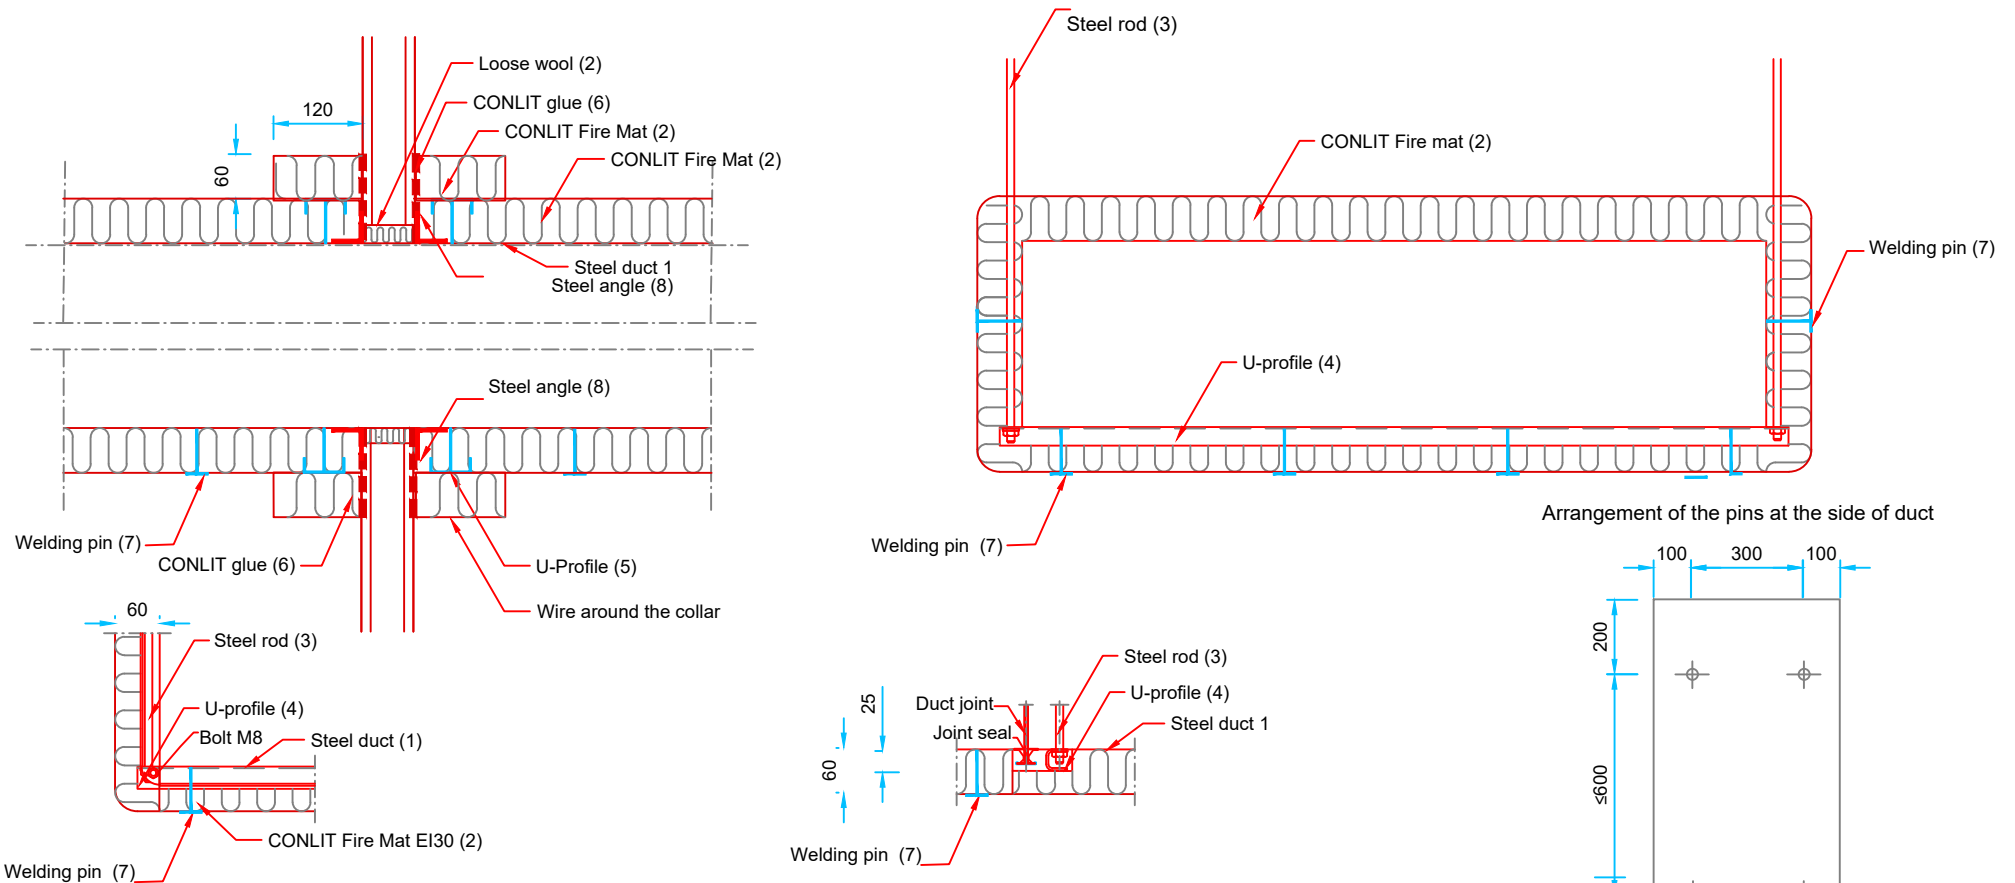 Steel rod (3)
Loose wool (2)
CONLIT glue (6)
120
CONLIT Fire Mat (2)
CONLIT Fire mat (2)
CONLIT Fire Mat (2)
60
Welding pin (7)
Steel duct 1
Steel angle (8)
U-profile (4)
Steel angle (8)
Arrangement of the pins at the side of duct
Welding pin (7)
CONLIT glue (6)
U-Profile (5)
Welding pin (7)
100 300 100
Wire around the collar
60
Steel rod (3)
200
Steel rod (3)
U-profile (4)
25
Duct joint
U-profile (4)
Steel duct 1
Bolt M8
Joint seal
Steel duct (1)
60
≤600
CONLIT Fire Mat EI30 (2)
Welding pin (7)
Welding pin (7)